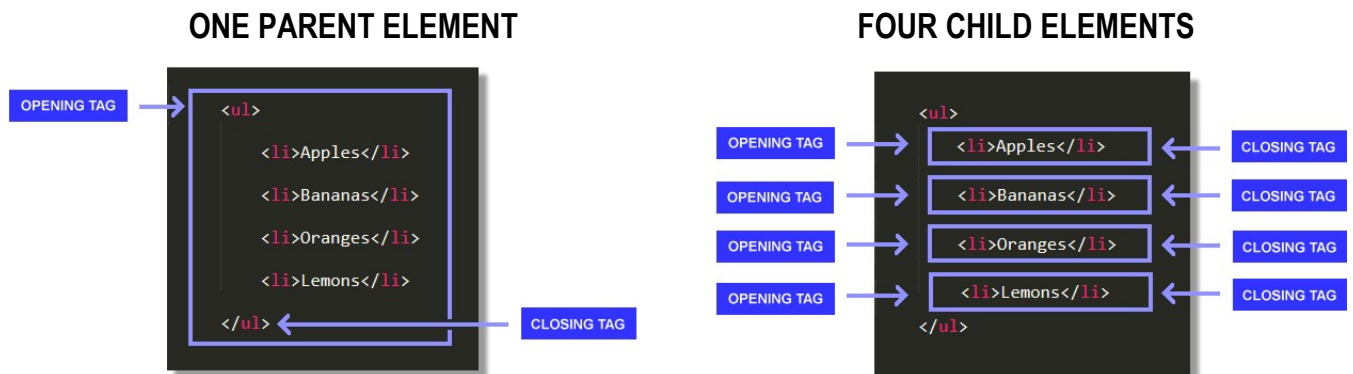 ONE PARENT ELEMENT
OPENING TAG
<ul>
<li>Apples</li>
<li>Bananas</li>
<li>Oranges</li>
<li>Lemons</li>
</ul>
CLOSING TAG
FOUR CHILD ELEMENTS
<ul>
OPENING TAG <li>Apples</li> CLOSING TAG
OPENING TAG <li>Bananas</li> CLOSING TAG
OPENING TAG <li>Oranges</li> CLOSING TAG
OPENING TAG <li>Lemons</li> CLOSING TAG
</ul>